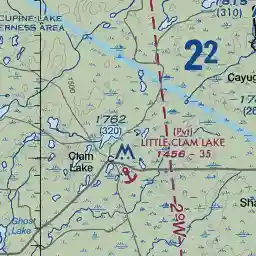 CUPINE LAKE
ERNESS AREA
(310)
22
Cayug
1762
(320)
(Pvt)
LITTLE CLAM LAKE
1456 - 35
Clam
Lake
2°W
Sha
Ghost
Lake